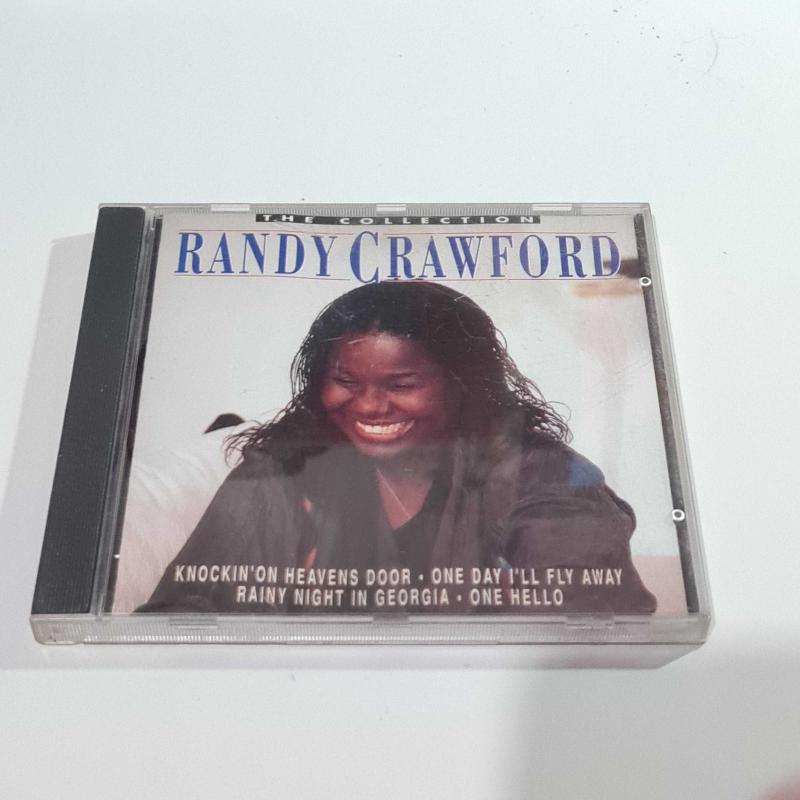 THE COLLECTION
RANDY CRAWFORD
KNOCKIN'ON HEAVENS DOOR • ONE DAY I'LL FLY AWAY
RAINY NIGHT IN GEORGIA • ONE HELLO